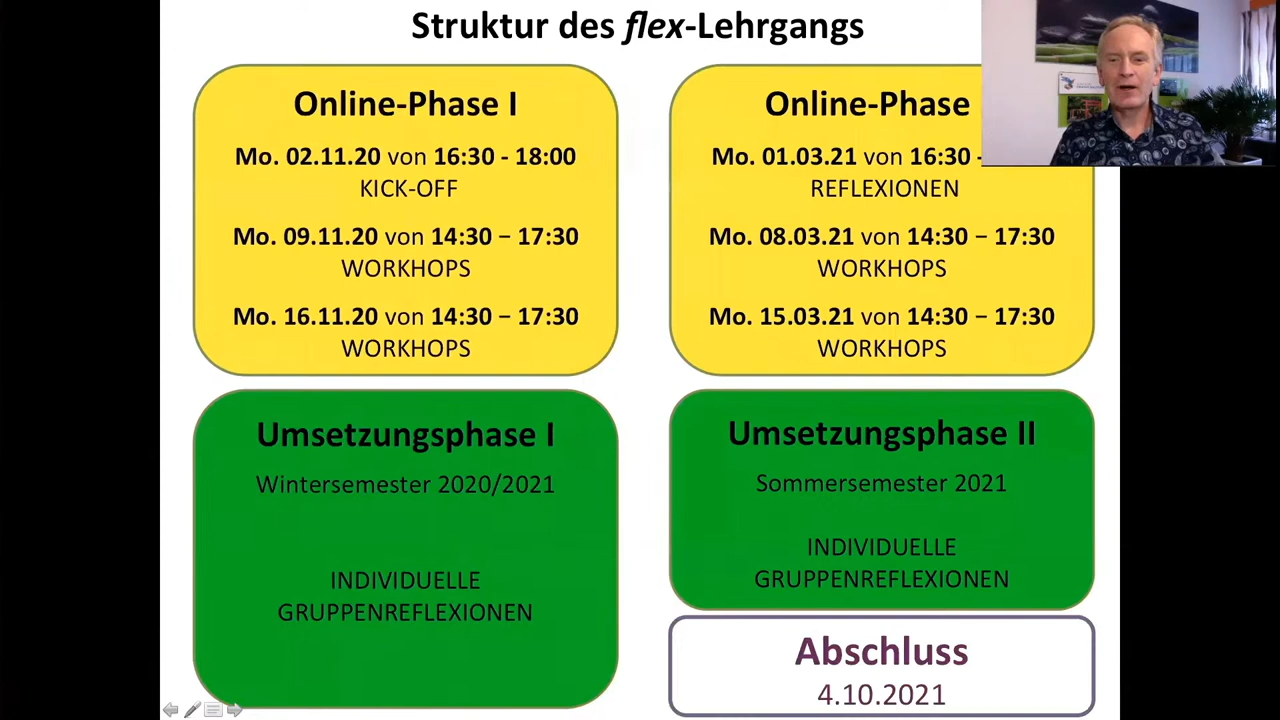 Struktur des flex-Lehrgangs
Online-Phase I
Mo. 02.11.20 von 16:30 - 18:00
KICK-OFF
Mo. 09.11.20 von 14:30 – 17:30
WORKHOPS
Mo. 16.11.20 von 14:30 – 17:30
WORKHOPS
Online-Phase
Mo. 01.03.21 von 16:30 -
REFLEXIONEN
Mo. 08.03.21 von 14:30 – 17:30
WORKHOPS
Mo. 15.03.21 von 14:30 – 17:30
WORKHOPS
Umsetzungsphase I
Wintersemester 2020/2021
INDIVIDUELLE
GRUPPENREFLEXIONEN
Umsetzungsphase II
Sommersemester 2021
INDIVIDUELLE
GRUPPENREFLEXIONEN
Abschluss
4.10.2021